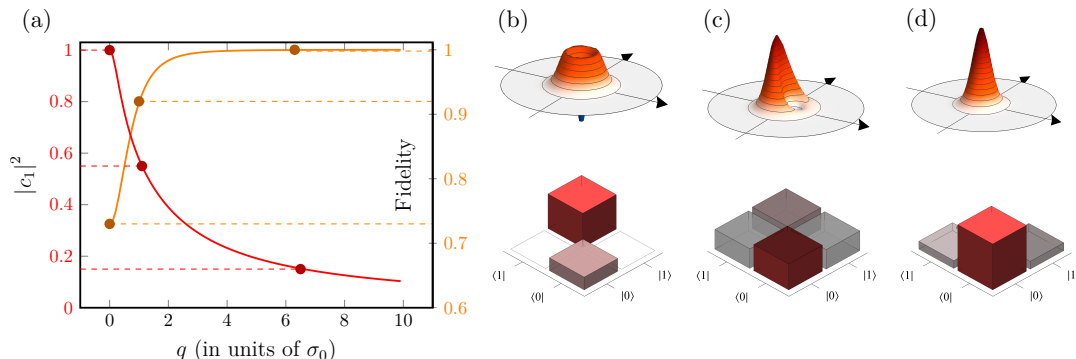 (a)
(b)
(c)
(d)
1
0.8
0.6
0.4
0.2
0
|c₁|²
1
0.9
0.8
0.7
0.6
Fidelity
0 2 4 6 8 10
q (in units of σ₀)
⟨1| ⟨0| |0⟩ |1⟩
⟨1| ⟨0| |0⟩ |1⟩
⟨1| ⟨0| |0⟩ |1